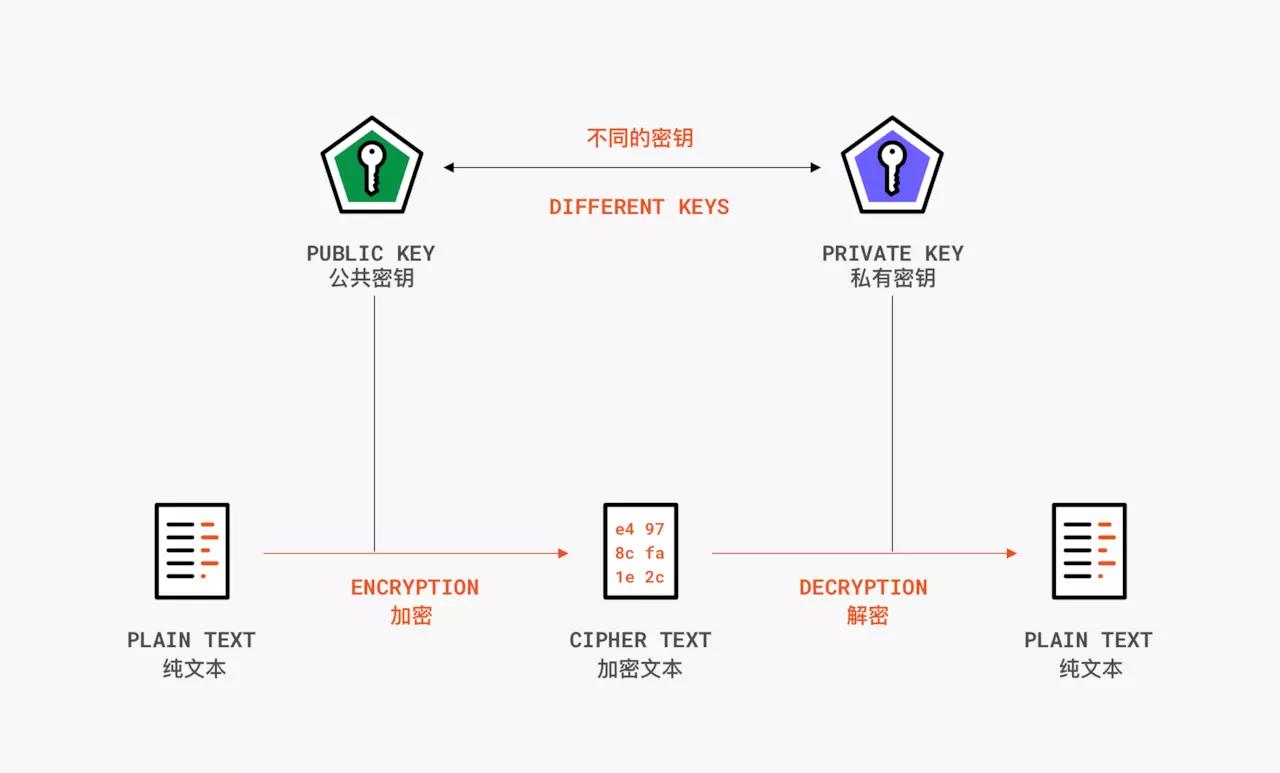 不同的密钥
DIFFERENT KEYS
PUBLIC KEY
公共密钥
PRIVATE KEY
私有密钥
e4 97
8c fa
1e 2c
ENCRYPTION
加密
DECRYPTION
解密
PLAIN TEXT
纯文本
CIPHER TEXT
加密文本
PLAIN TEXT
纯文本